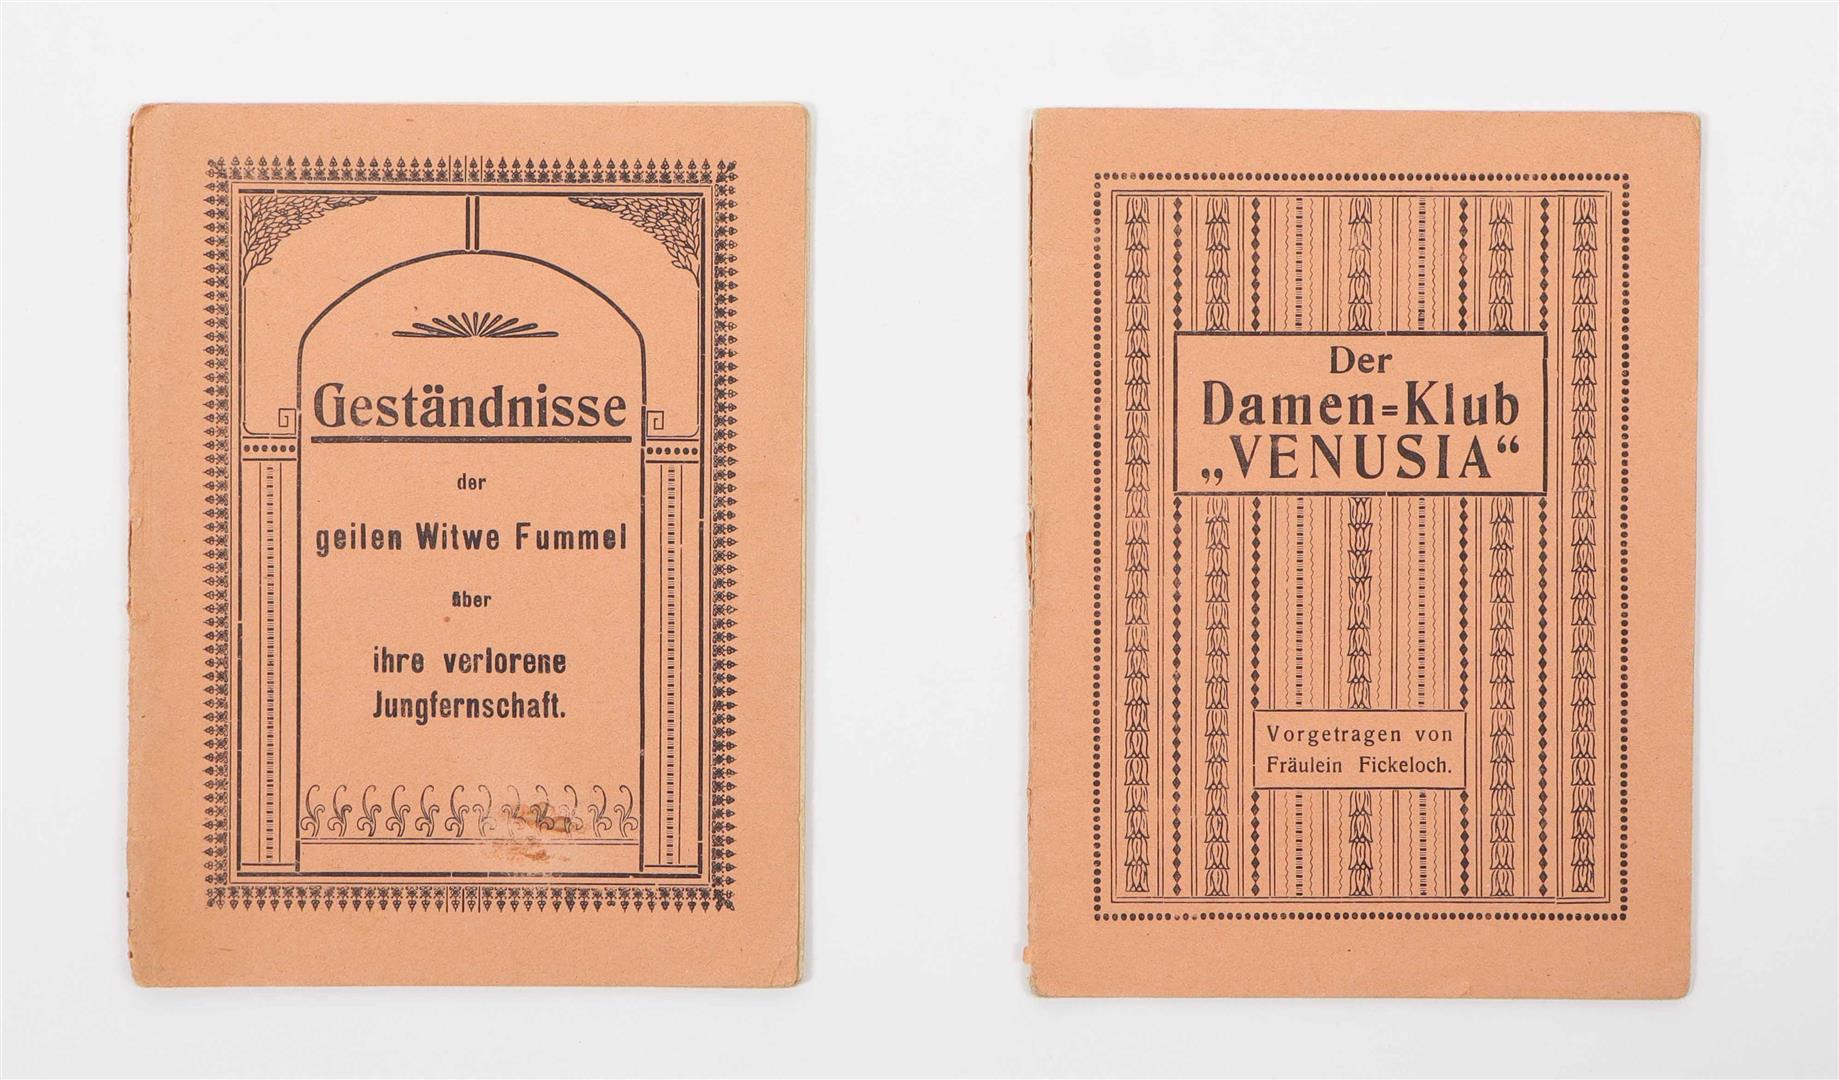 Geständnisse
der
geilen Witwe Fummel
über
ihre verlorene
Jungfernschaft.
Der
Damen=Klub
„VENUSIA“
Vorgetragen von
Fräulein Fickeloch.